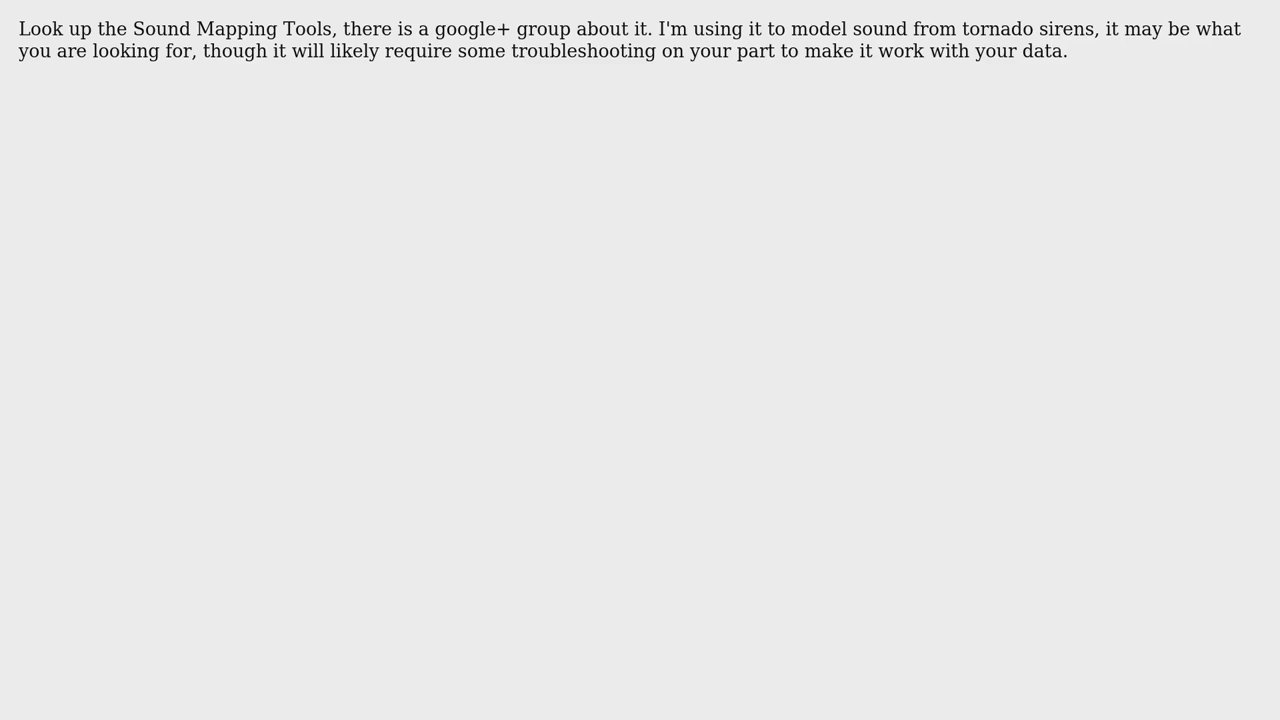 Look up the Sound Mapping Tools, there is a google+ group about it. I'm using it to model sound from tornado sirens, it may be what
you are looking for, though it will likely require some troubleshooting on your part to make it work with your data.